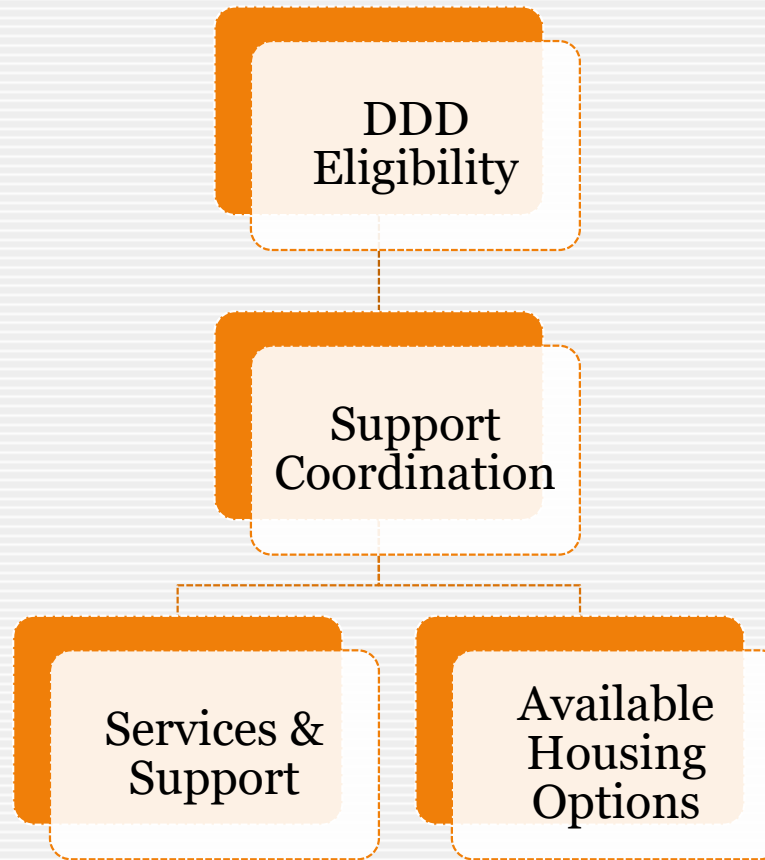 DDD
Eligibility
Support
Coordination
Services &
Support
Available
Housing
Options